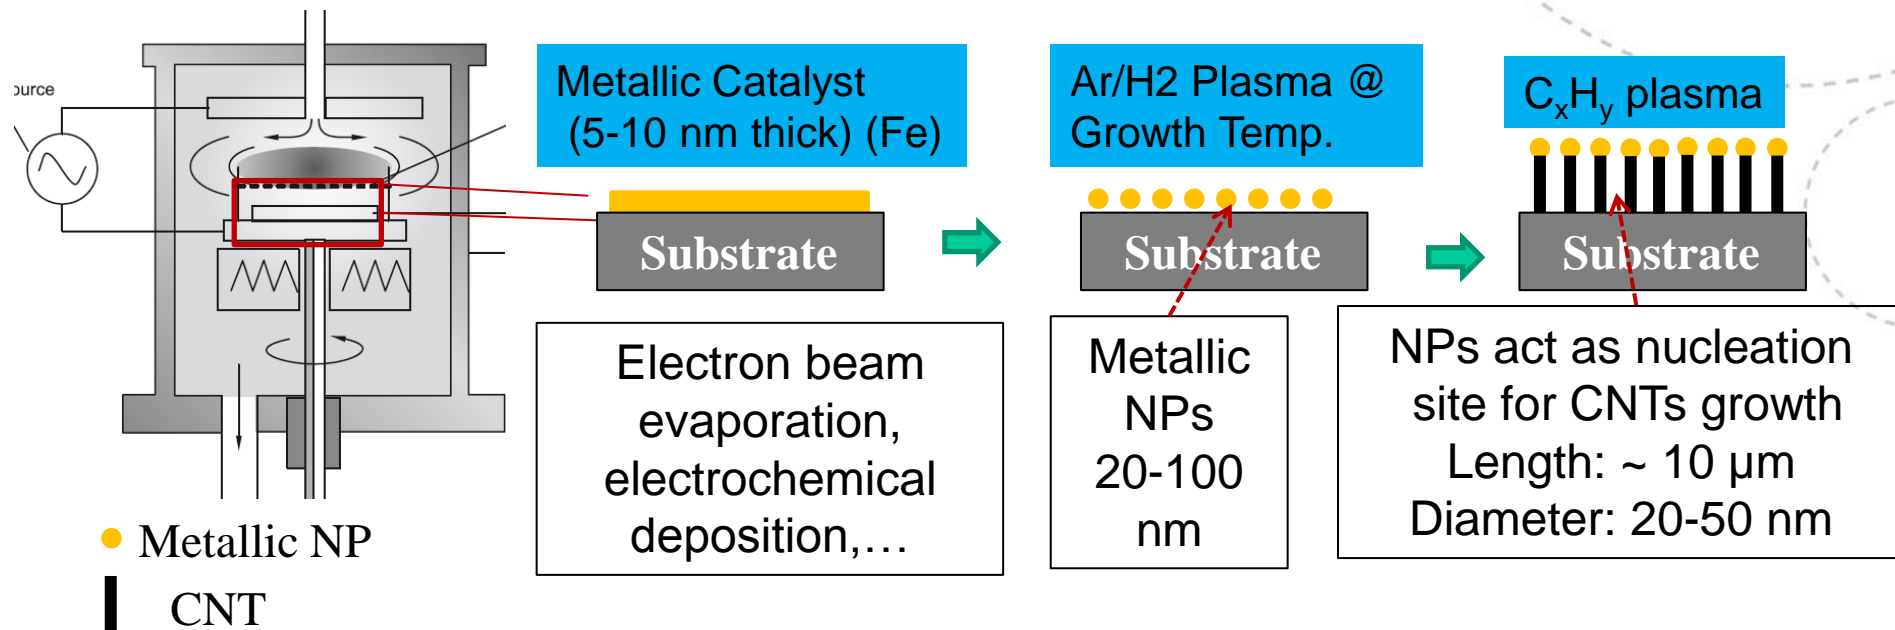 Metallic Catalyst
(5-10 nm thick) (Fe)
Ar/H2 Plasma @
Growth Temp.
CxHy plasma
Substrate
Substrate
Substrate
Electron beam
evaporation,
electrochemical
deposition,…
Metallic
NPs
20-100
nm
NPs act as nucleation
site for CNTs growth
Length: ~ 10 µm
Diameter: 20-50 nm
Metallic NP
CNT